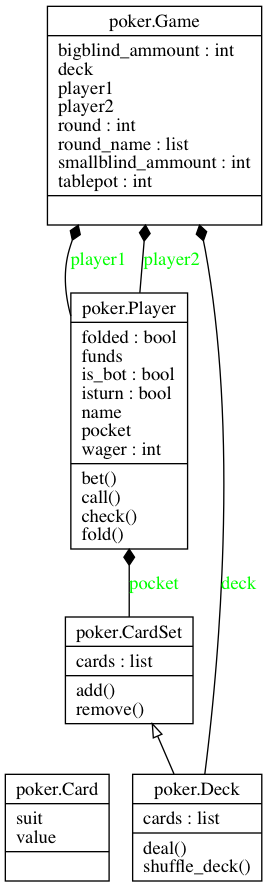 poker.Game
bigblind_ammount : int
deck
player1
player2
round : int
round_name : list
smallblind_ammount : int
tablepot : int
player1
player2
poker.Player
folded : bool
funds
is_bot : bool
isturn : bool
name
pocket
wager : int
bet()
call()
check()
fold()
pocket
deck
poker.CardSet
cards : list
add()
remove()
poker.Card
suit
value
poker.Deck
cards : list
deal()
shuffle_deck()